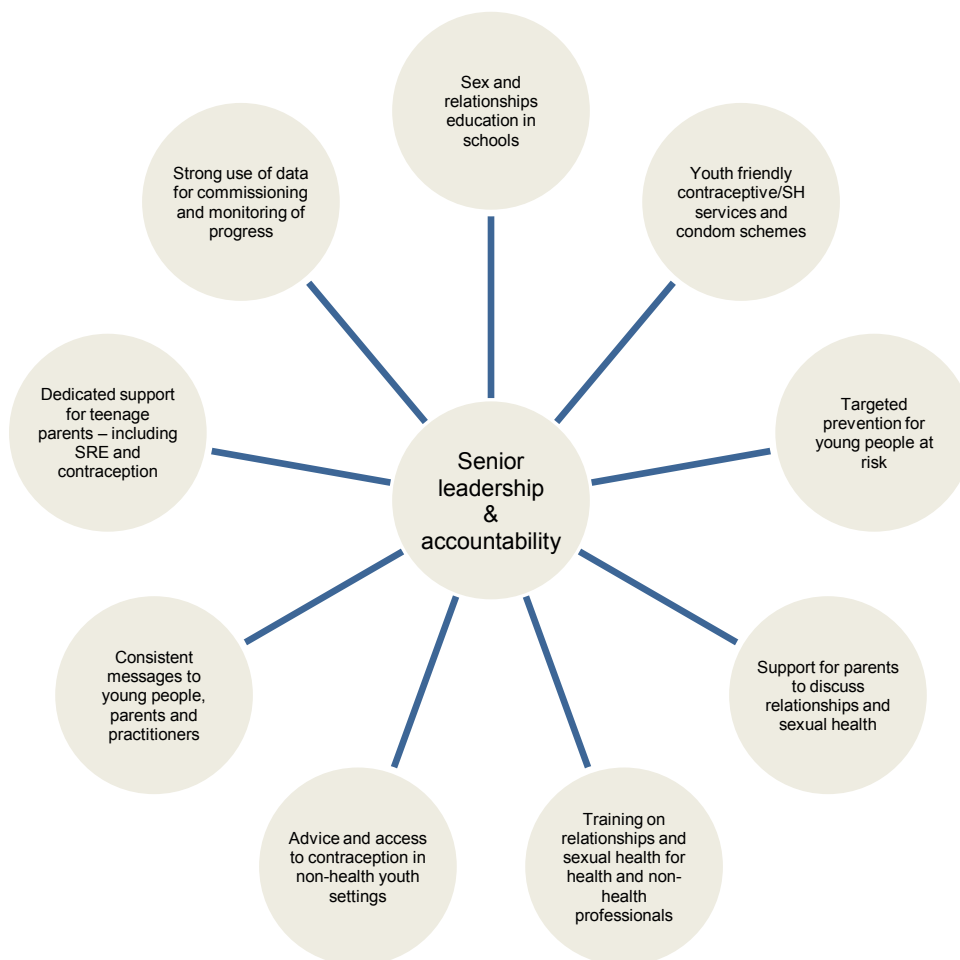 Sex and
relationships
education in
schools
Youth friendly
contraceptive/SH
services and
condom schemes
Targeted
prevention for
young people at
risk
Support for parents
to discuss
relationships and
sexual health
Training on
relationships and
sexual health for
health and non-
health
professionals
Advice and access
to contraception in
non-health youth
settings
Consistent
messages to
young people,
parents and
practitioners
Dedicated support
for teenage
parents – including
SRE and
contraception
Strong use of data
for commissioning
and monitoring of
progress
Senior
leadership
&
accountability